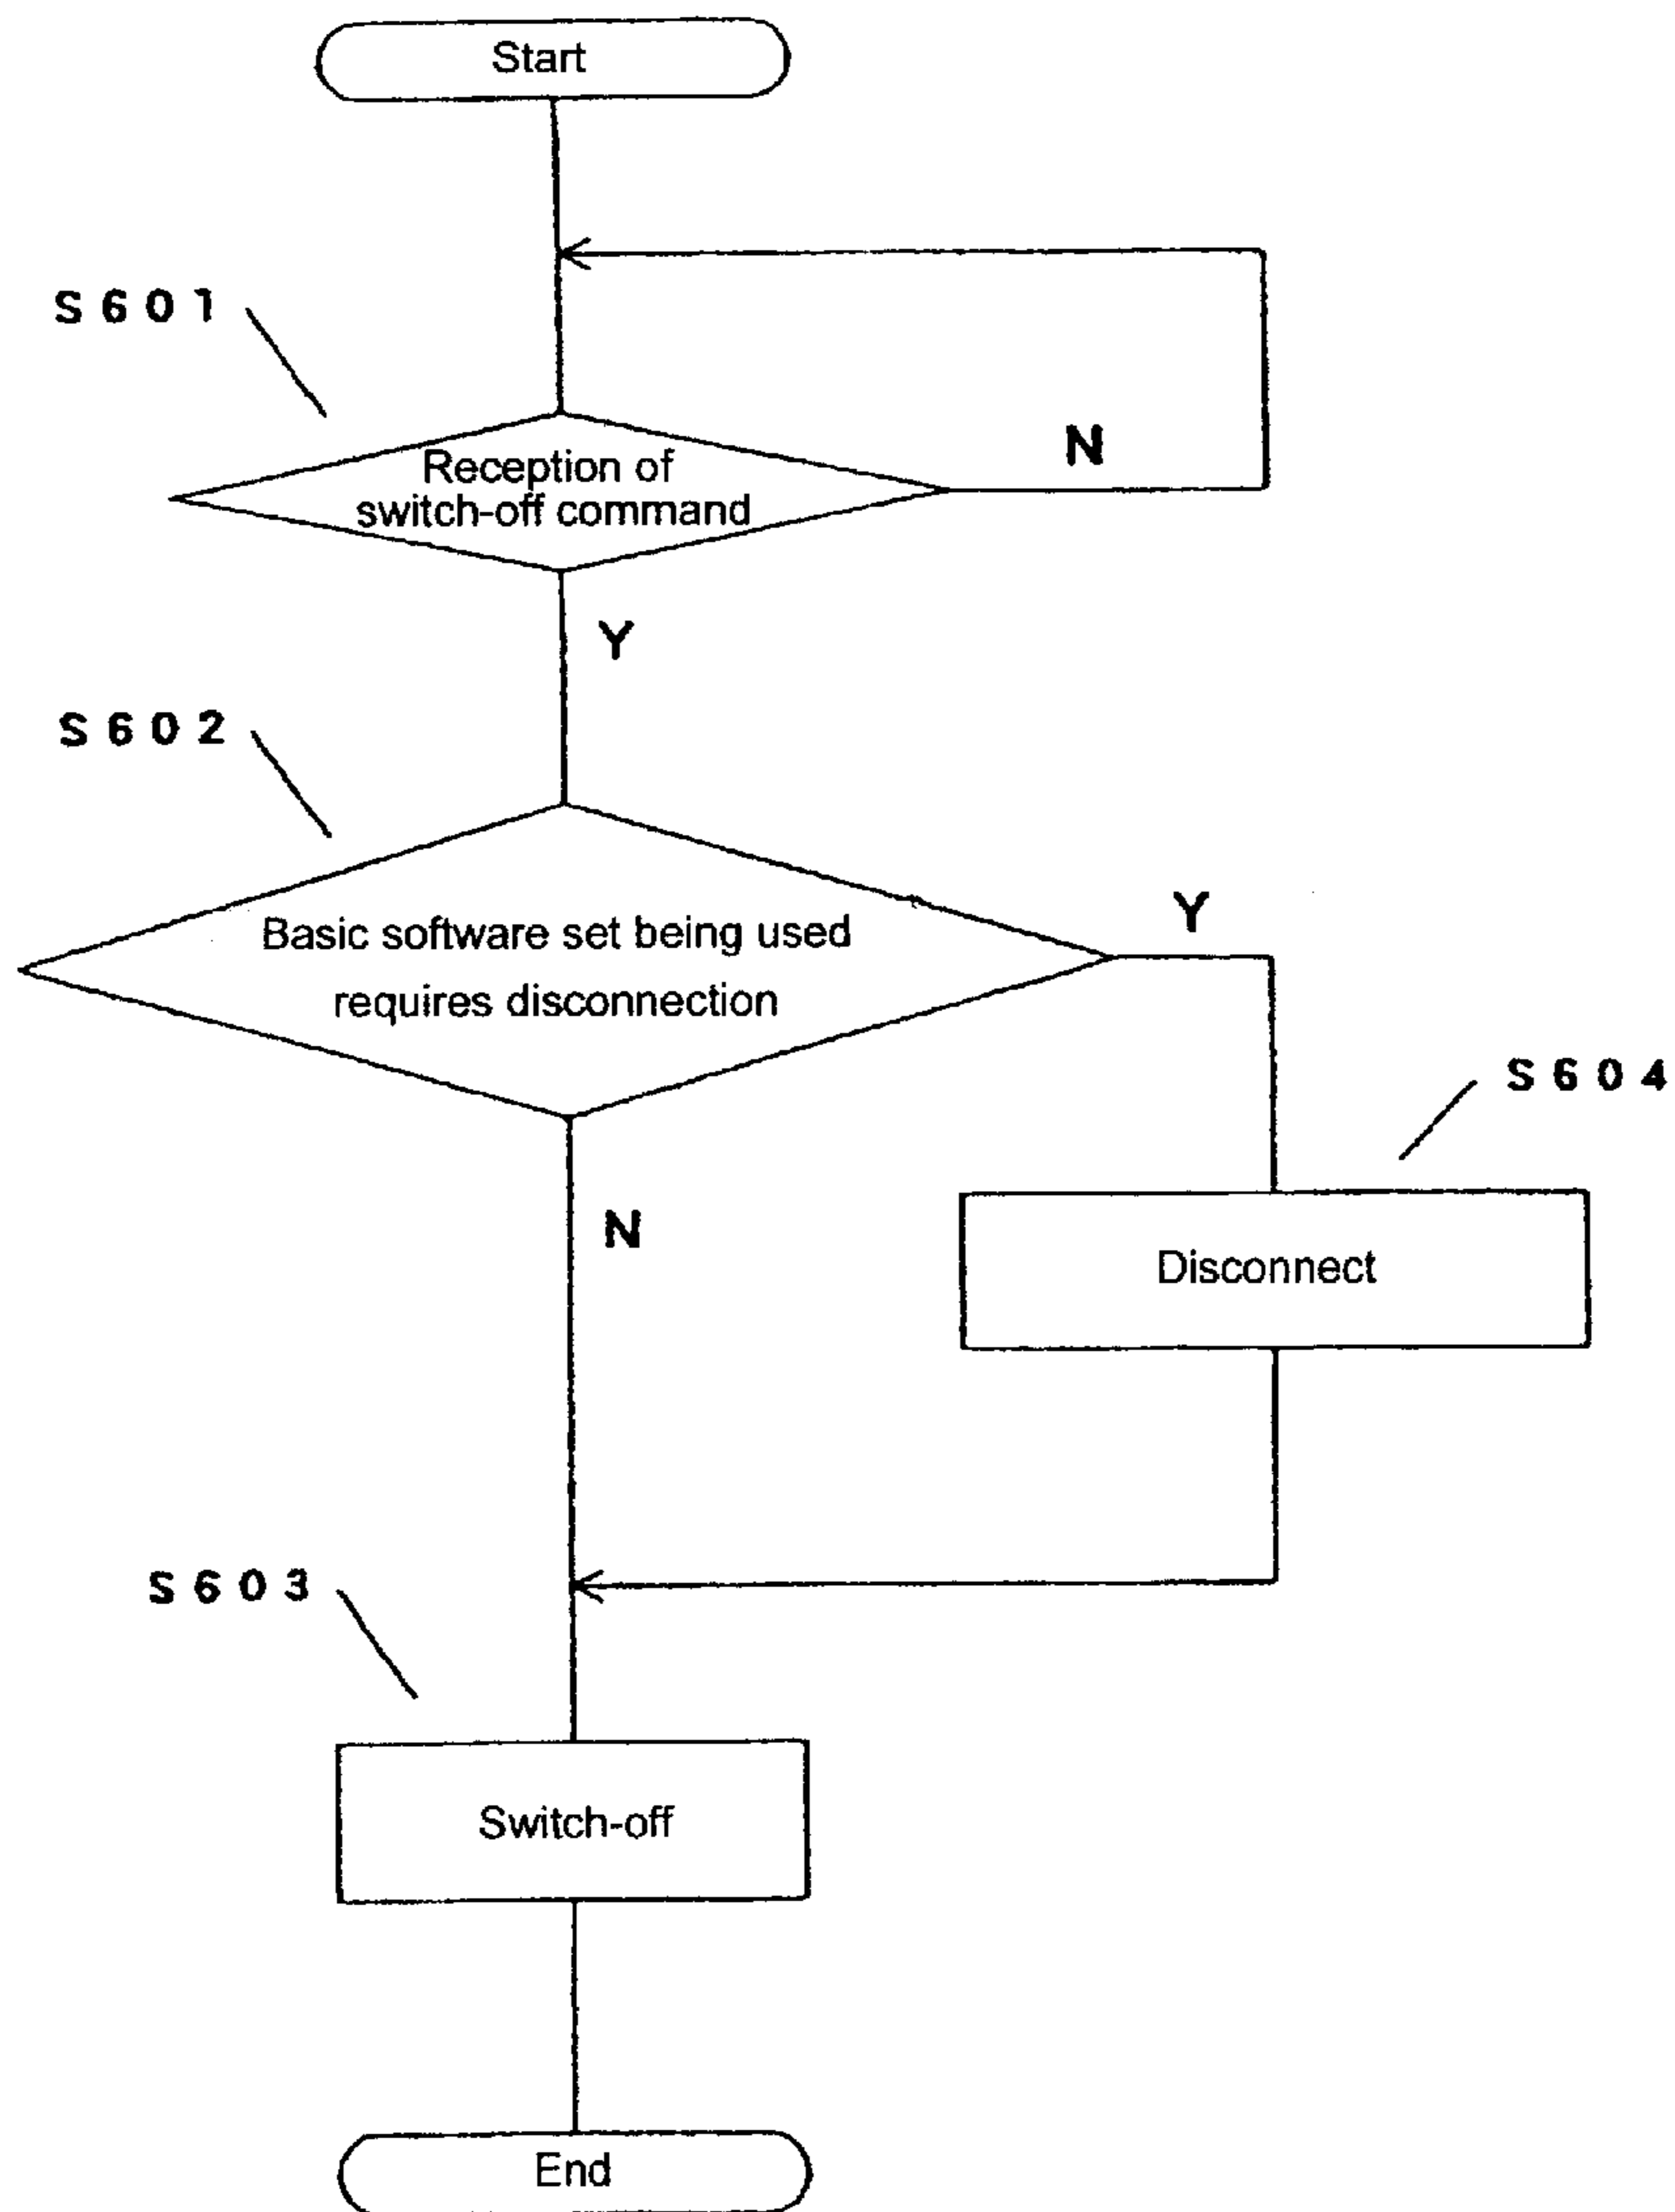 Start
S601
Reception of
switch-off command
N
Y
S602
Basic software set being used
requires disconnection
Y
S604
N
Disconnect
S603
Switch-off
End